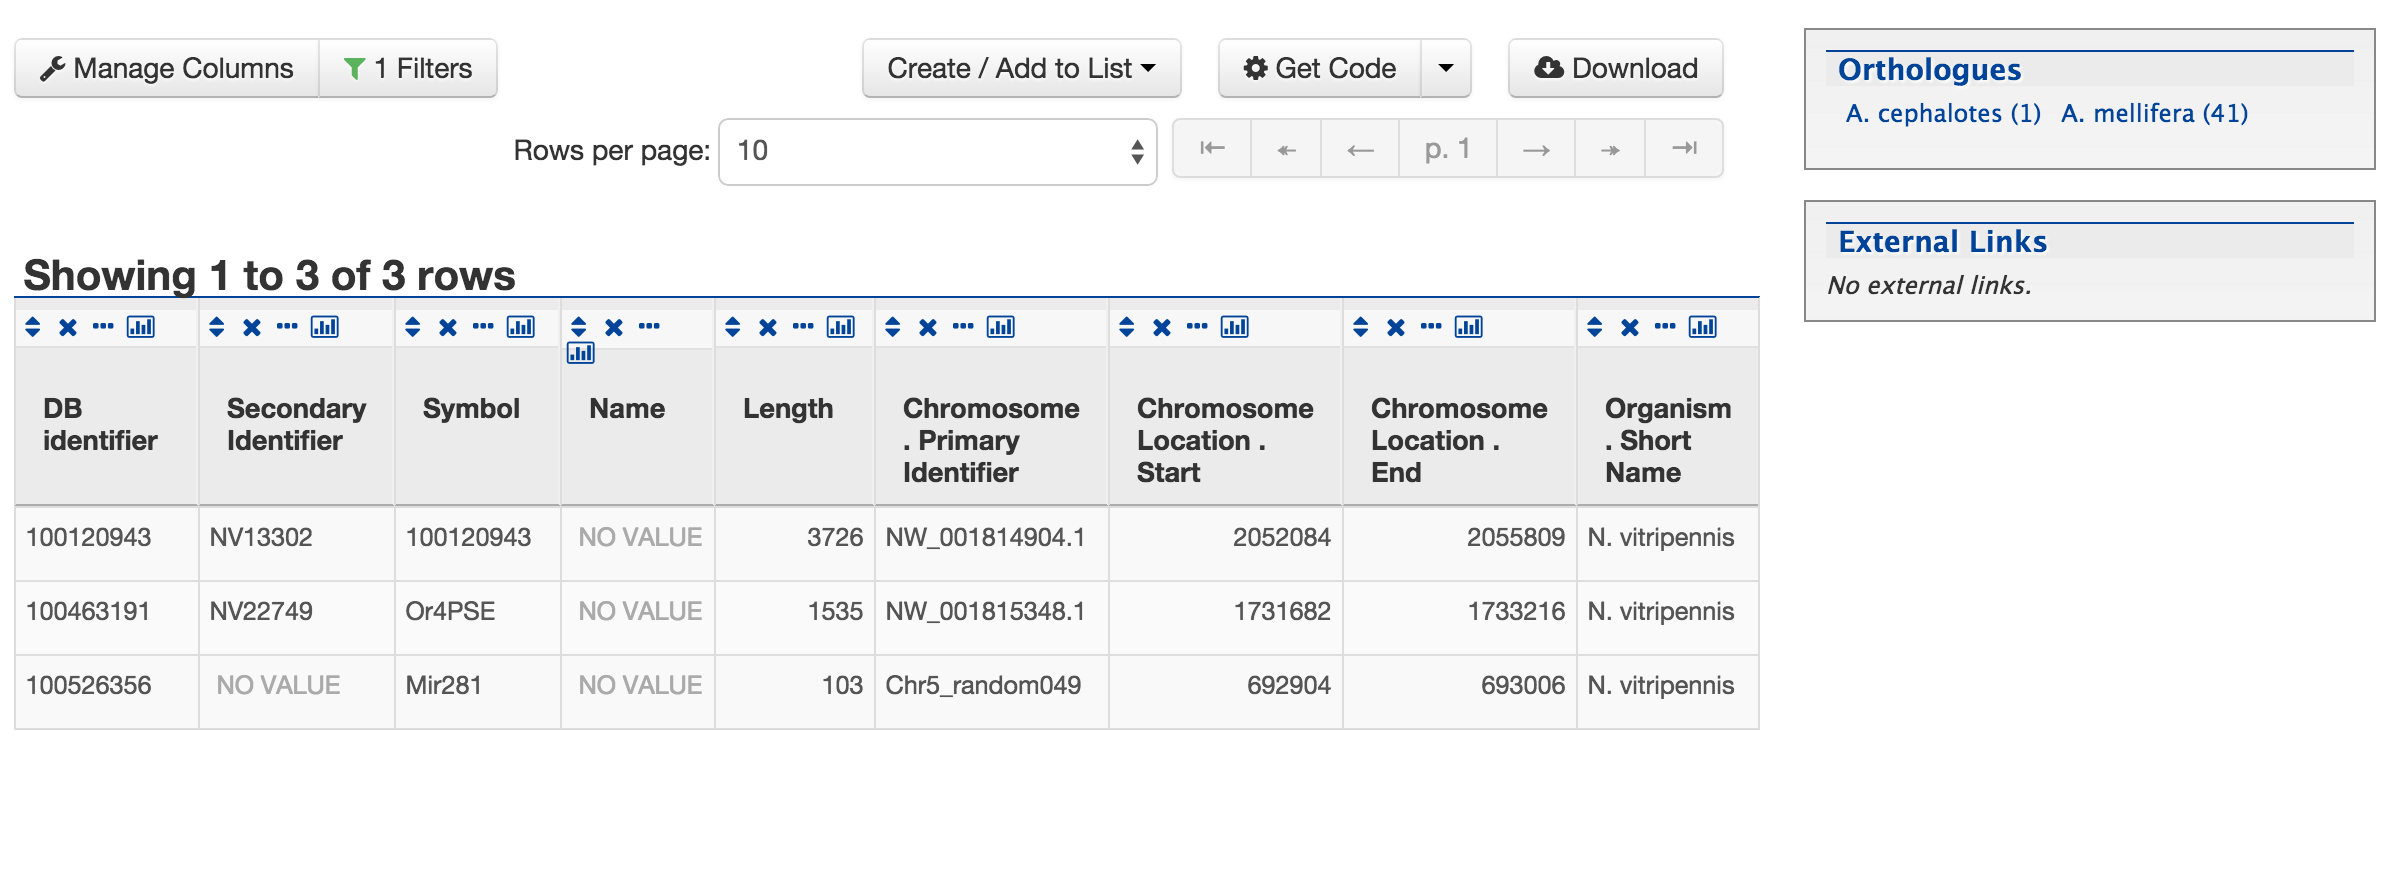 Manage Columns 1 Filters Create / Add to List Get Code Download
Rows per page: 10 p. 1
Showing 1 to 3 of 3 rows
DB identifier Secondary Identifier Symbol Name Length Chromosome . Primary Identifier Chromosome Location . Start Chromosome Location . End Organism . Short Name
100120943 NV13302 100120943 NO VALUE 3726 NW_001814904.1 2052084 2055809 N. vitripennis
100463191 NV22749 Or4PSE NO VALUE 1535 NW_001815348.1 1731682 1733216 N. vitripennis
100526356 NO VALUE Mir281 NO VALUE 103 Chr5_random049 692904 693006 N. vitripennis
Orthologues
A. cephalotes (1) A. mellifera (41)
External Links
No external links.